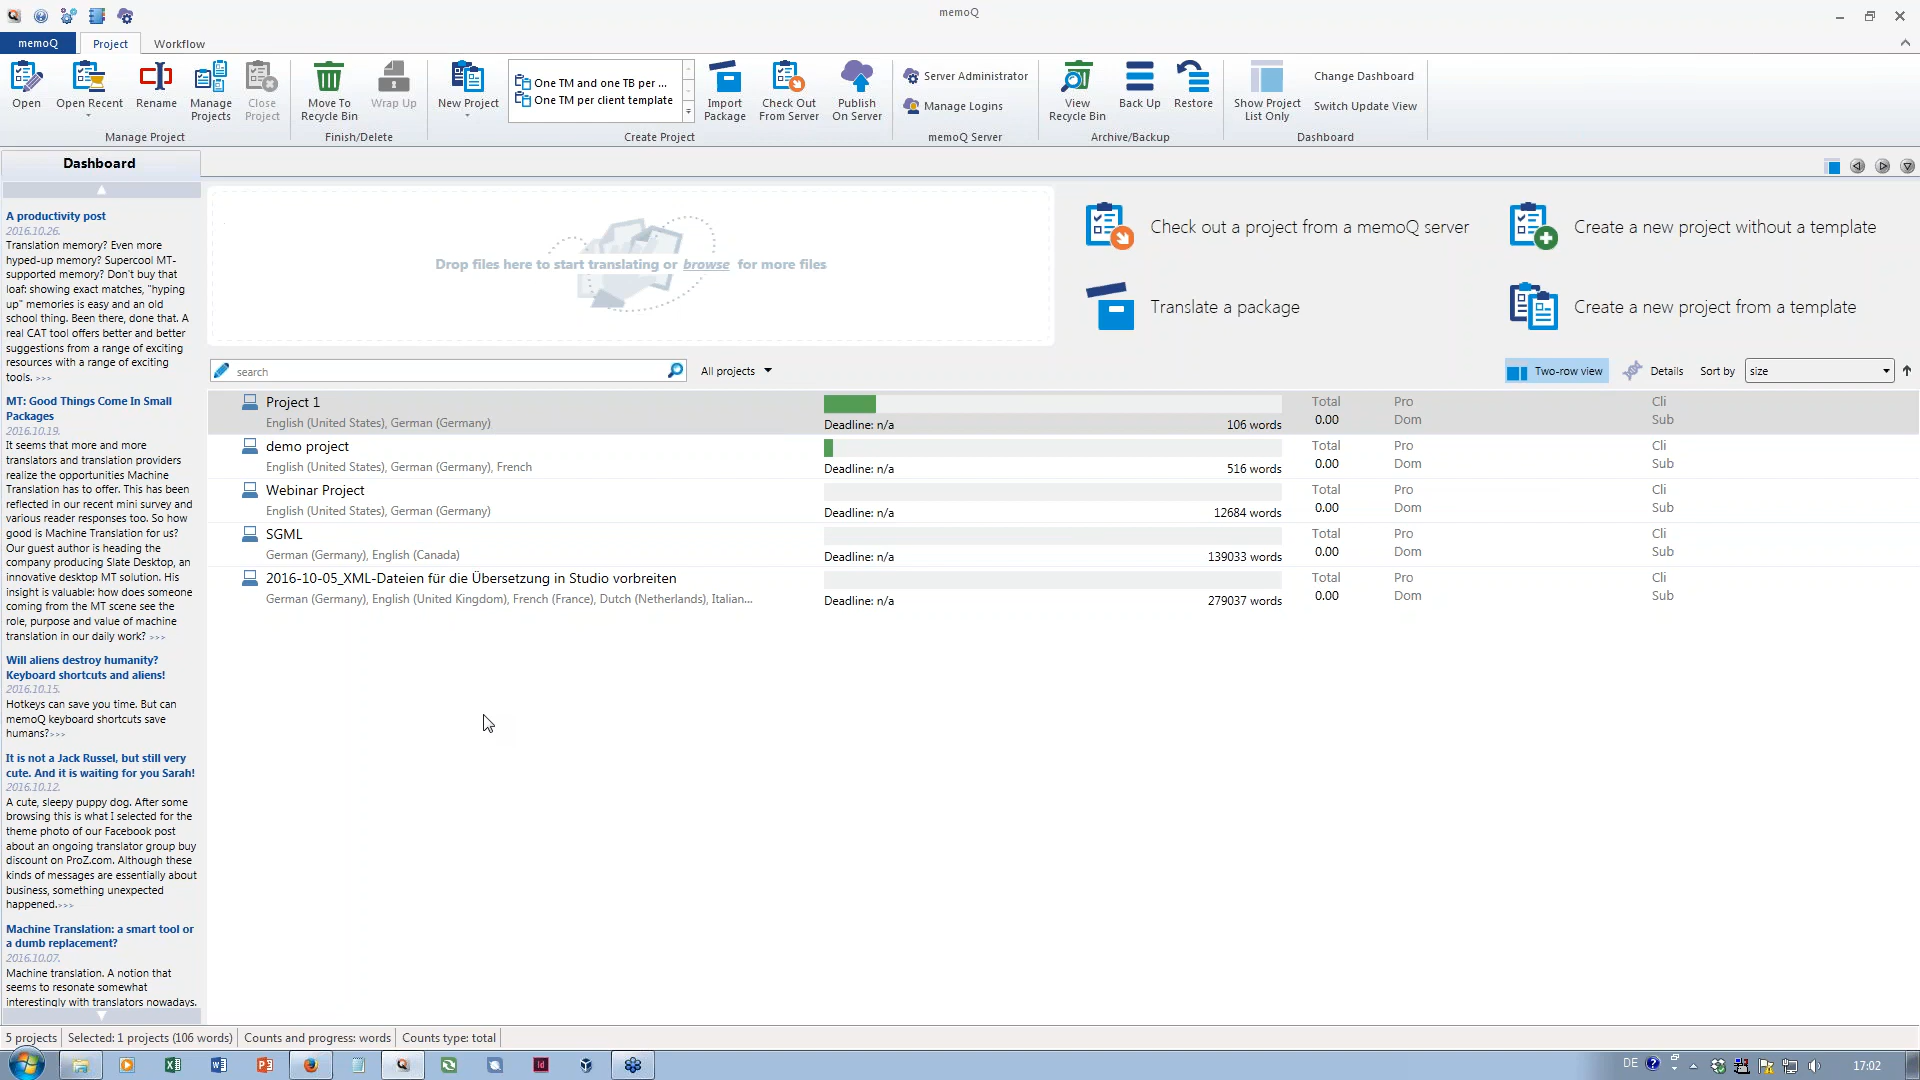 memoQ
memoQ
Project
Workflow
Open
Open Recent
Rename
Manage
Projects
Close
Project
Manage Project
Move To
Recycle Bin
Wrap Up
Finish/Delete
New Project
One TM and one TB per ...
One TM per client template
Import
Package
Check Out
From Server
Publish
On Server
Create Project
Server Administrator
Manage Logins
memoQ Server
View
Recycle Bin
Back Up
Restore
Archive/Backup
Show Project
List Only
Change Dashboard
Switch Update View
Dashboard
Dashboard
A productivity post
2016.10.26.
Translation memory? Even more
hyped-up memory? Supercool MT-
supported memory? Don't buy that
loaf: showing exact matches, "hyping
up" memories is easy and an old
school thing. Been there, done that. A
real CAT tool offers better and better
suggestions from a range of exciting
resources with a range of exciting
tools. >>>
MT: Good Things Come In Small
Packages
2016.10.19.
It seems that more and more
translators and translation providers
realize the opportunities Machine
Translation has to offer. This has been
reflected in our recent mini survey and
various reader responses too. So how
good is Machine Translation for us?
Our guest author is heading the
company producing Slate Desktop, an
innovative desktop MT solution. His
insight is valuable: how does someone
coming from the MT scene see the
role, purpose and value of machine
translation in our daily work? >>>
Will aliens destroy humanity?
Keyboard shortcuts and aliens!
2016.10.15.
Hotkeys can save you time. But can
memoQ keyboard shortcuts save
humans?>>>
It is not a Jack Russel, but still very
cute. And it is waiting for you Sarah!
2016.10.12.
A cute, sleepy puppy dog. After some
browsing this is what I selected for the
theme photo of our Facebook post
about an ongoing translator group buy
discount on ProZ.com. Although these
kinds of messages are essentially about
business, something unexpected
happened.>>>
Machine Translation: a smart tool or
a dumb replacement?
2016.10.07.
Machine translation. A notion that
seems to resonate somewhat
interestingly with translators nowadays.
Drop files here to start translating or browse for more files
Check out a project from a memoQ server
Create a new project without a template
Translate a package
Create a new project from a template
search
All projects
Two-row view
Details
Sort by
size
Project 1
English (United States), German (Germany)
Deadline: n/a
106 words
Total
0.00
Pro
Dom
Cli
Sub
demo project
English (United States), German (Germany), French
Deadline: n/a
516 words
Total
0.00
Pro
Dom
Cli
Sub
Webinar Project
English (United States), German (Germany)
Deadline: n/a
12684 words
Total
0.00
Pro
Dom
Cli
Sub
SGML
German (Germany), English (Canada)
Deadline: n/a
139033 words
Total
0.00
Pro
Dom
Cli
Sub
2016-10-05_XML-Dateien für die Übersetzung in Studio vorbreiten
German (Germany), English (United Kingdom), French (France), Dutch (Netherlands), Italian...
Deadline: n/a
279037 words
Total
0.00
Pro
Dom
Cli
Sub
5 projects
Selected: 1 projects (106 words)
Counts and progress: words
Counts type: total
DE
17:02